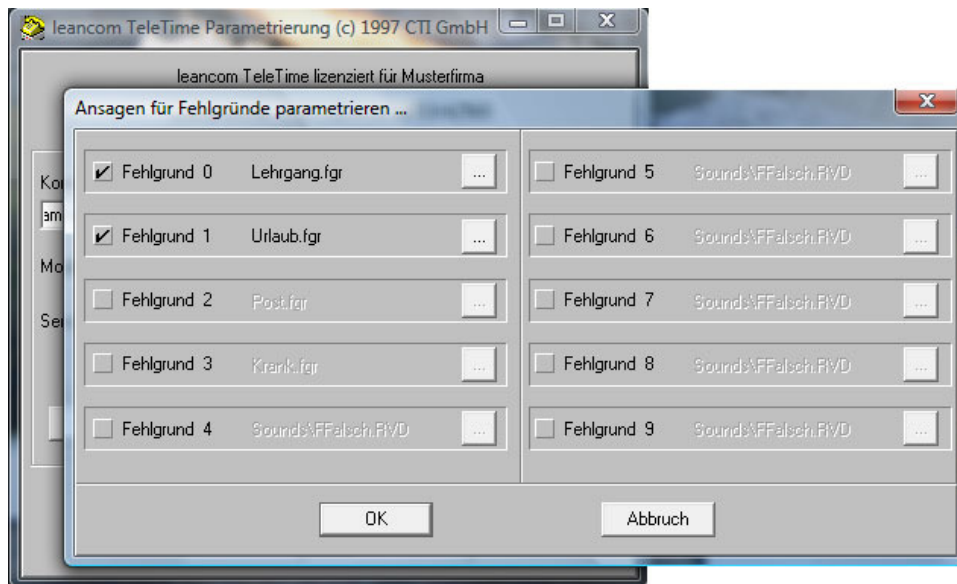 leancom TeleTime Parametrierung (c) 1997 CTI GmbH
leancom TeleTime lizenziert für Musterfirma
Ansagen für Fehlgründe parametrieren ...
Fehlgrund 0 Lehrgang.fgr ...
Fehlgrund 1 Urlaub.fgr ...
Fehlgrund 2 Post.fgr ...
Fehlgrund 3 Krank.fgr ...
Fehlgrund 4 Sounds\FFalsch.RVD ...
Fehlgrund 5 Sounds\FFalsch.RVD ...
Fehlgrund 6 Sounds\FFalsch.RVD ...
Fehlgrund 7 Sounds\FFalsch.RVD ...
Fehlgrund 8 Sounds\FFalsch.RVD ...
Fehlgrund 9 Sounds\FFalsch.RVD ...
OK
Abbruch